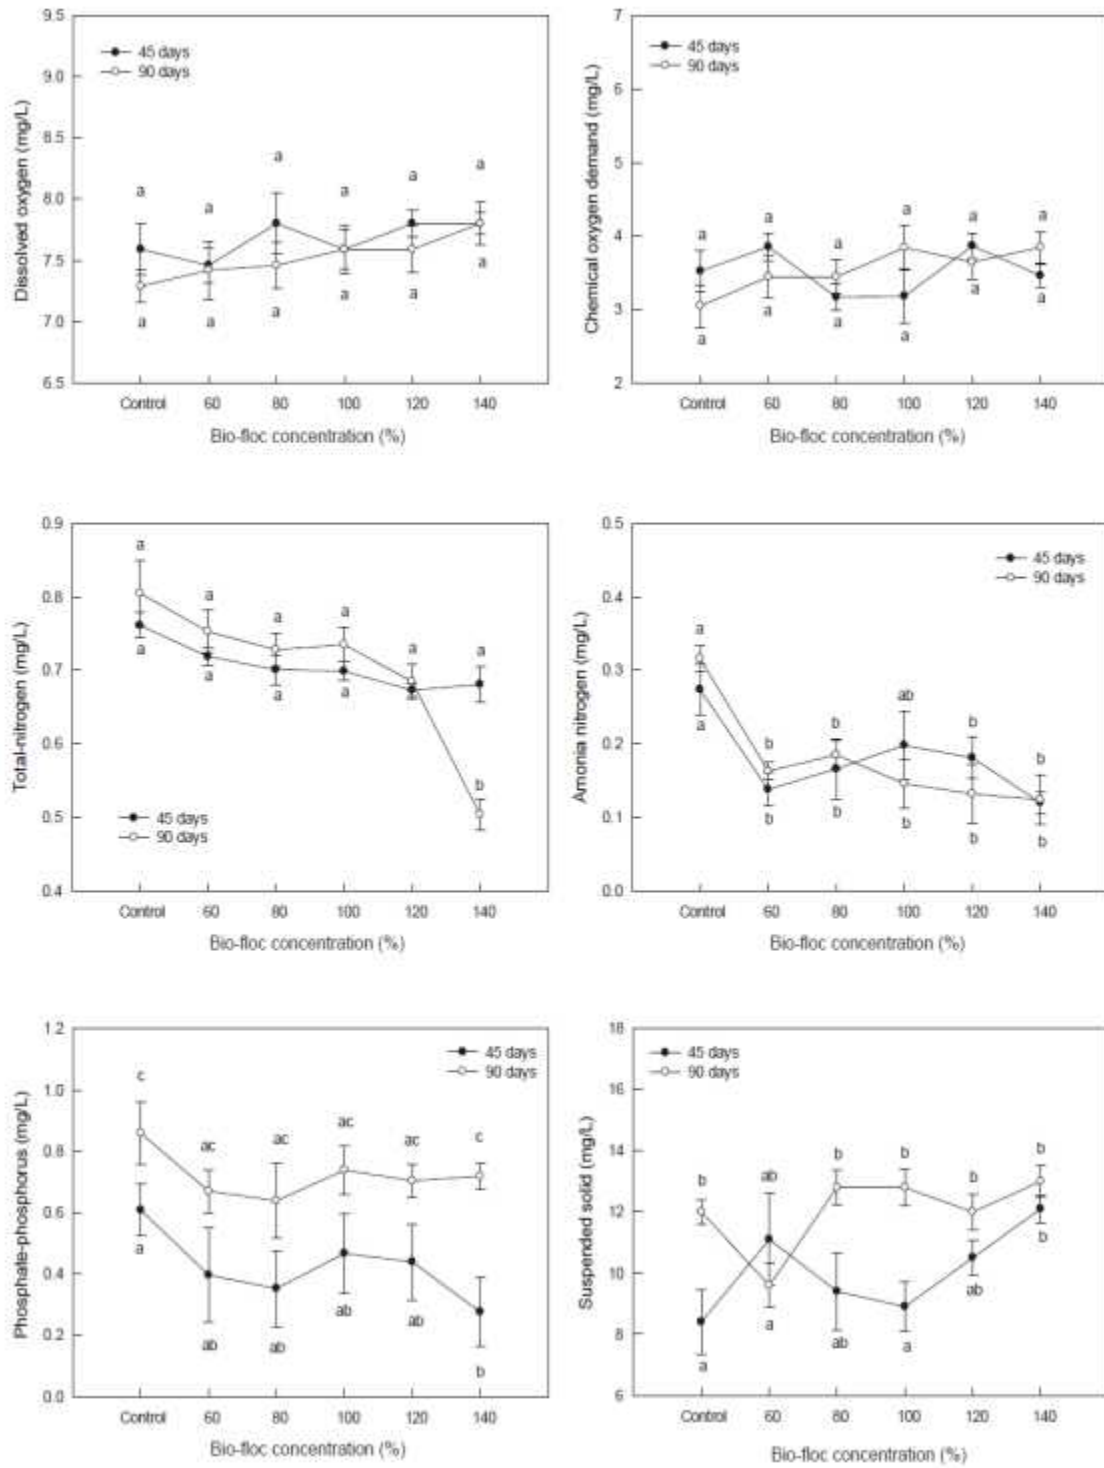 Dissolved oxygen (mg/L)
9.5
9.0
8.5
8.0
7.5
7.0
6.5
45 days
90 days
a a a a a a
a a a a a a
Control 60 80 100 120 140
Bio-floc concentration (%)
Chemical oxygen demand (mg/L)
7
6
5
4
3
2
45 days
90 days
a a a a a a
a a a a a a
Control 60 80 100 120 140
Bio-floc concentration (%)
Total-nitrogen (mg/L)
0.9
0.8
0.7
0.6
0.5
0.4
a a a a a a
a a a a b
45 days
90 days
Control 60 80 100 120 140
Bio-floc concentration (%)
Amonia nitrogen (mg/L)
0.5
0.4
0.3
0.2
0.1
0.0
45 days
90 days
a b b ab b b
a b b b b b
Control 60 80 100 120 140
Bio-floc concentration (%)
Phosphate-phosphorus (mg/L)
1.2
1.0
0.8
0.6
0.4
0.2
0.0
45 days
90 days
c ac ac ac ac c
a ab ab ab ab b
Control 60 80 100 120 140
Bio-floc concentration (%)
Suspended solid (mg/L)
18
16
14
12
10
8
6
45 days
90 days
b ab b b b b
a a ab a ab b
Control 60 80 100 120 140
Bio-floc concentration (%)